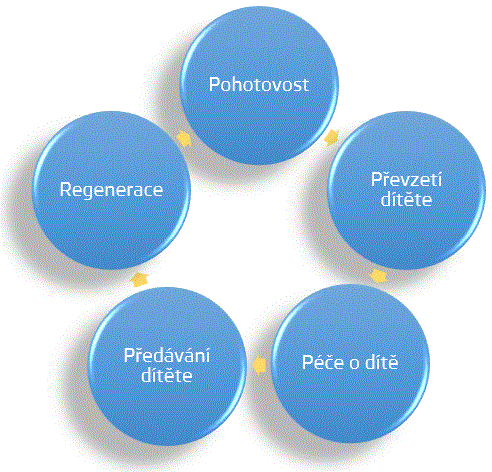 Pohotovost
Převzetí
dítěte
Péče o dítě
Předávání
dítěte
Regenerace